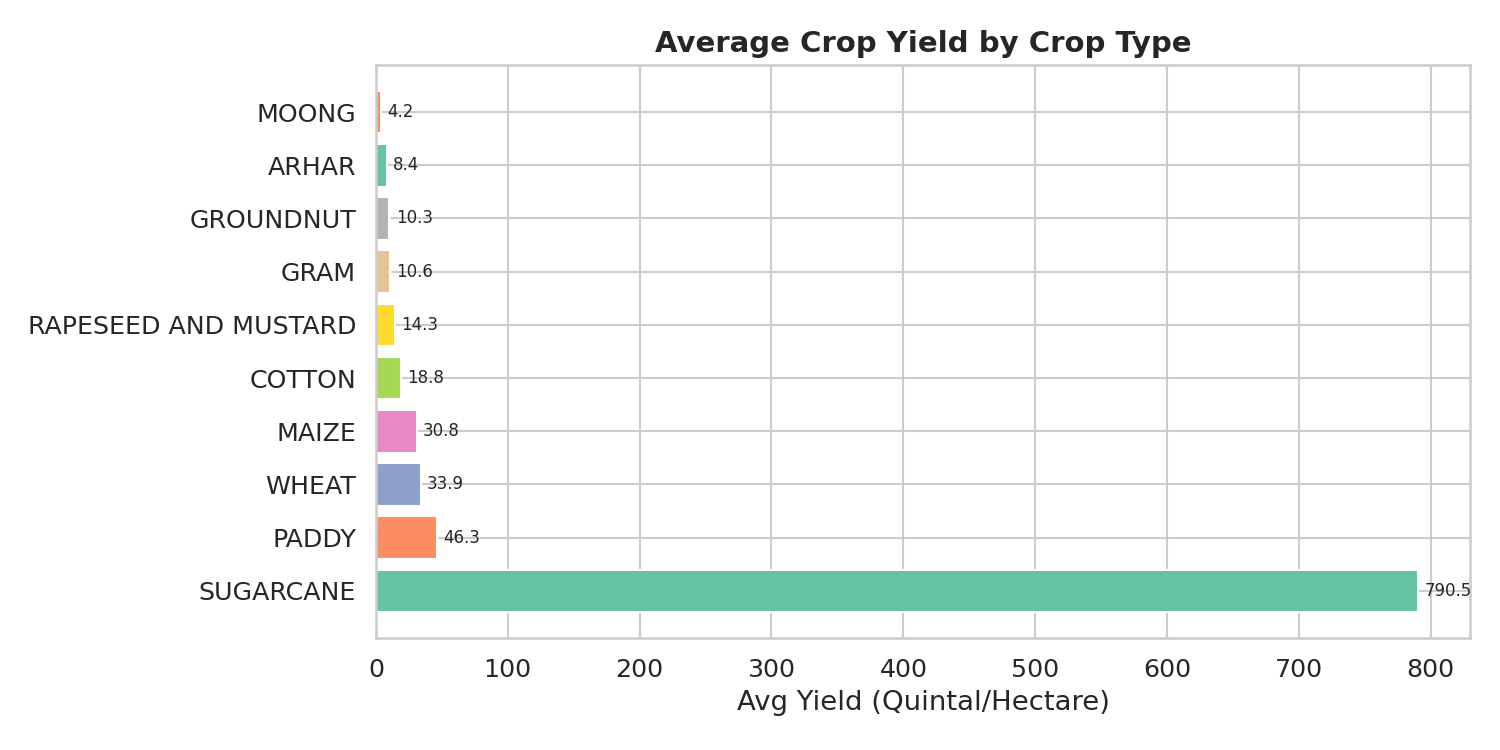 Average Crop Yield by Crop Type
MOONG 4.2
ARHAR 8.4
GROUNDNUT 10.3
GRAM 10.6
RAPESEED AND MUSTARD 14.3
COTTON 18.8
MAIZE 30.8
WHEAT 33.9
PADDY 46.3
SUGARCANE 790.5
0 100 200 300 400 500 600 700 800
Avg Yield (Quintal/Hectare)